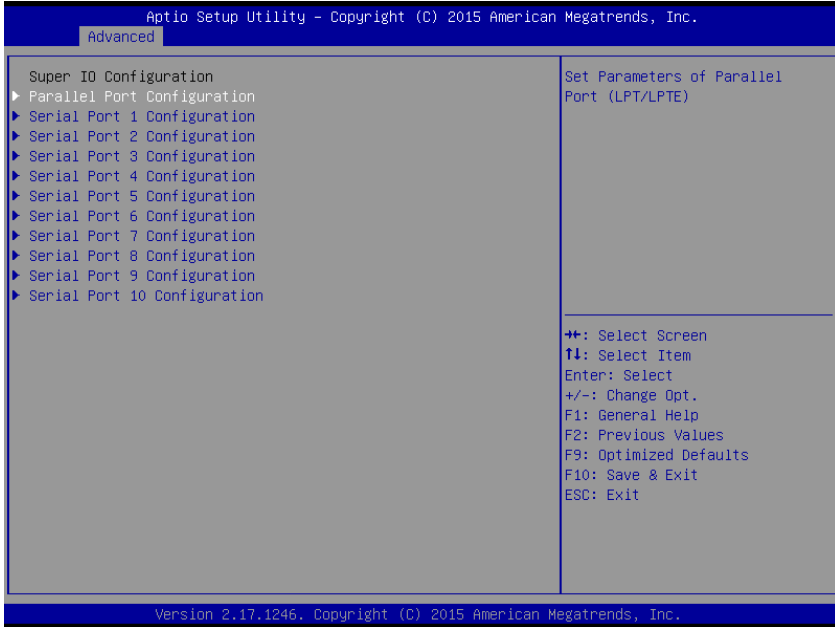 Aptio Setup Utility – Copyright (C) 2015 American Megatrends, Inc.
Advanced
Super IO Configuration
▶ Parallel Port Configuration
▶ Serial Port 1 Configuration
▶ Serial Port 2 Configuration
▶ Serial Port 3 Configuration
▶ Serial Port 4 Configuration
▶ Serial Port 5 Configuration
▶ Serial Port 6 Configuration
▶ Serial Port 7 Configuration
▶ Serial Port 8 Configuration
▶ Serial Port 9 Configuration
▶ Serial Port 10 Configuration
Set Parameters of Parallel
Port (LPT/LPTE)
→←: Select Screen
↑↓: Select Item
Enter: Select
+/-: Change Opt.
F1: General Help
F2: Previous Values
F9: Optimized Defaults
F10: Save & Exit
ESC: Exit
Version 2.17.1246. Copyright (C) 2015 American Megatrends, Inc.